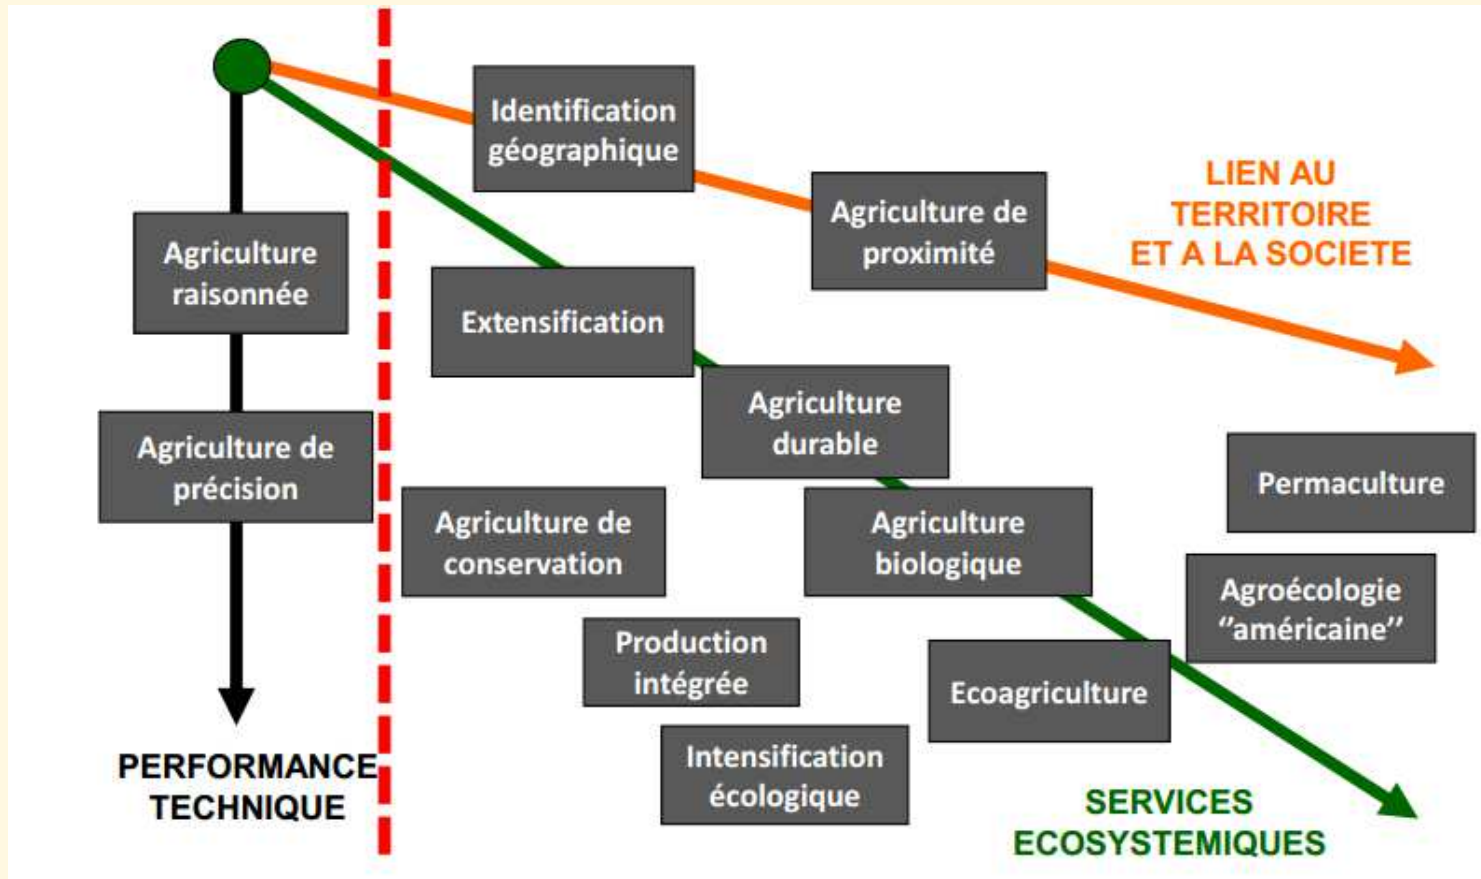 Identification
géographique
Agriculture de
proximité
LIEN AU
TERRITOIRE
ET A LA SOCIETE
Agriculture
raisonnée
Extensification
Agriculture
durable
Agriculture de
précision
Permaculture
Agriculture de
conservation
Agriculture
biologique
Agroécologie
‘’américaine’’
Production
intégrée
Ecoagriculture
Intensification
écologique
PERFORMANCE
TECHNIQUE
SERVICES
ECOSYSTEMIQUES